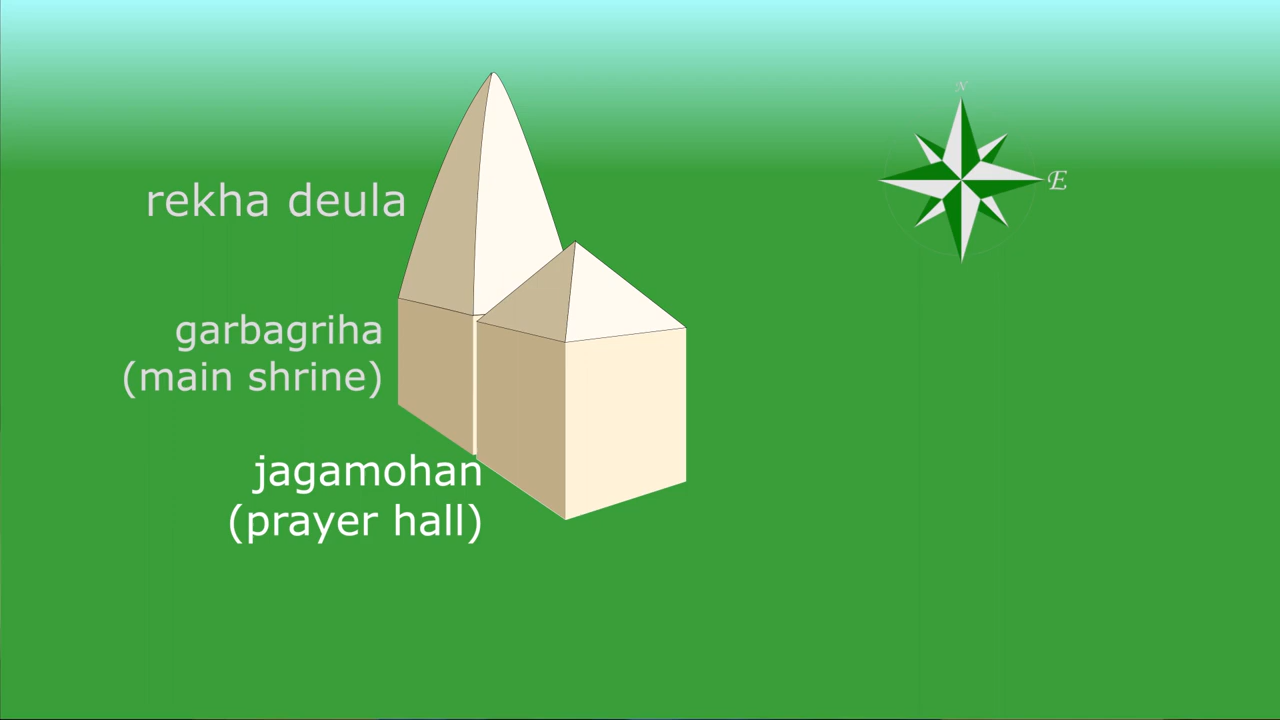 N
rekha deula
E
garbagriha
(main shrine)
jagamohan
(prayer hall)